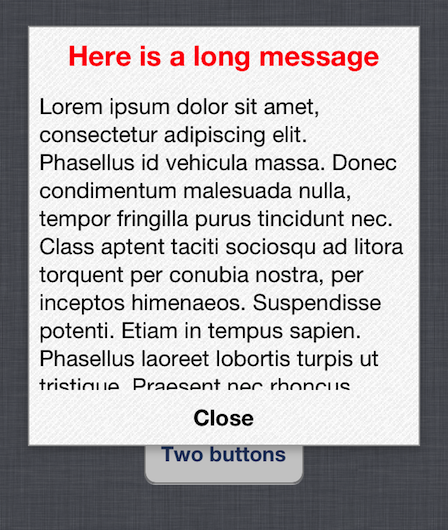 Here is a long message
Lorem ipsum dolor sit amet,
consectetur adipiscing elit.
Phasellus id vehicula massa. Donec
condimentum malesuada nulla,
tempor fringilla purus tincidunt nec.
Class aptent taciti sociosqu ad litora
torquent per conubia nostra, per
inceptos himenaeos. Suspendisse
potenti. Etiam in tempus sapien.
Phasellus laoreet lobortis turpis ut
tristique. Praesent nec rhoncus
Close
Two buttons